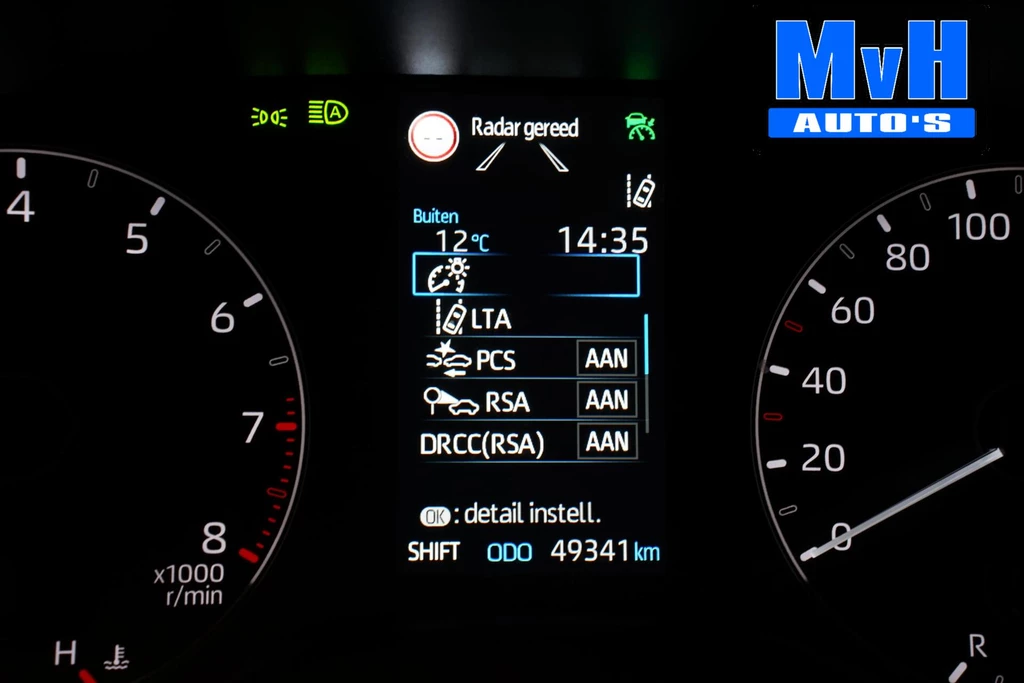 MvH
AUTO'S
A
-- Radar gereed
Buiten
12°C 14:35
LTA
PCS AAN
RSA AAN
DRCC(RSA) AAN
OK : detail instell.
SHIFT ODO 49341 km
4
5
6
7
8
x1000
r/min
H
100
80
60
40
20
0
R